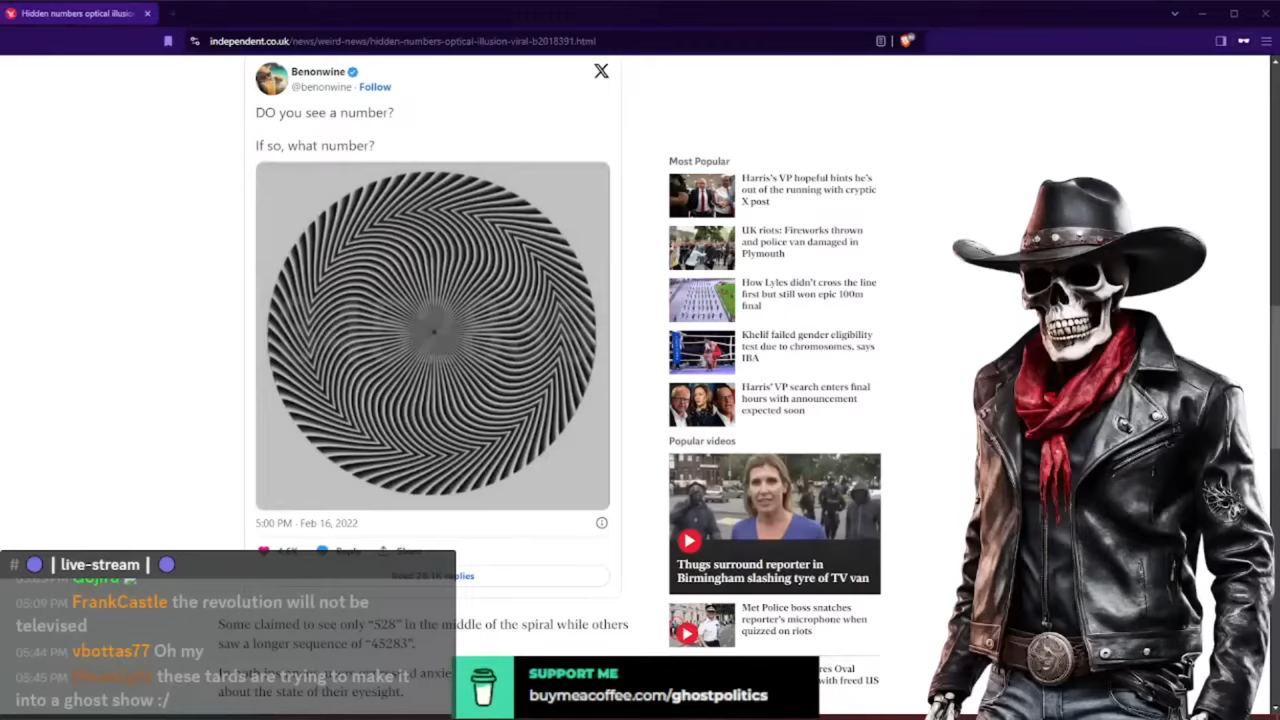 Hidden numbers optical illusio
independent.co.uk/news/weird-news/hidden-numbers-optical-illusion-viral-b2018391.html
Benonwine
@benonwine · Follow
DO you see a number?
If so, what number?
5:00 PM · Feb 16, 2022
Reply
Share
replies
Some claimed to see only “528” in the middle of the spiral while others
saw a longer sequence of “45283”.
about the state of their eyesight.
Most Popular
Harris’s VP hopeful hints he’s
out of the running with cryptic
X post
UK riots: Fireworks thrown
and police van damaged in
Plymouth
How Lyles didn’t cross the line
first but still won epic 100m
final
Khelif failed gender eligibility
test due to chromosomes, says
IBA
Harris’ VP search enters final
hours with announcement
expected soon
Popular videos
Thugs surround reporter in
Birmingham slashing tyre of TV van
Met Police boss snatches
reporter’s microphone when
quizzed on riots
res Oval
with freed US
# | live-stream |
Gojira
05:09 PM FrankCastle the revolution will not be
televised
05:44 PM vbottas77 Oh my
05:45 PM these tards are trying to make it
into a ghost show :/
SUPPORT ME
buymeacoffee.com/ghostpolitics